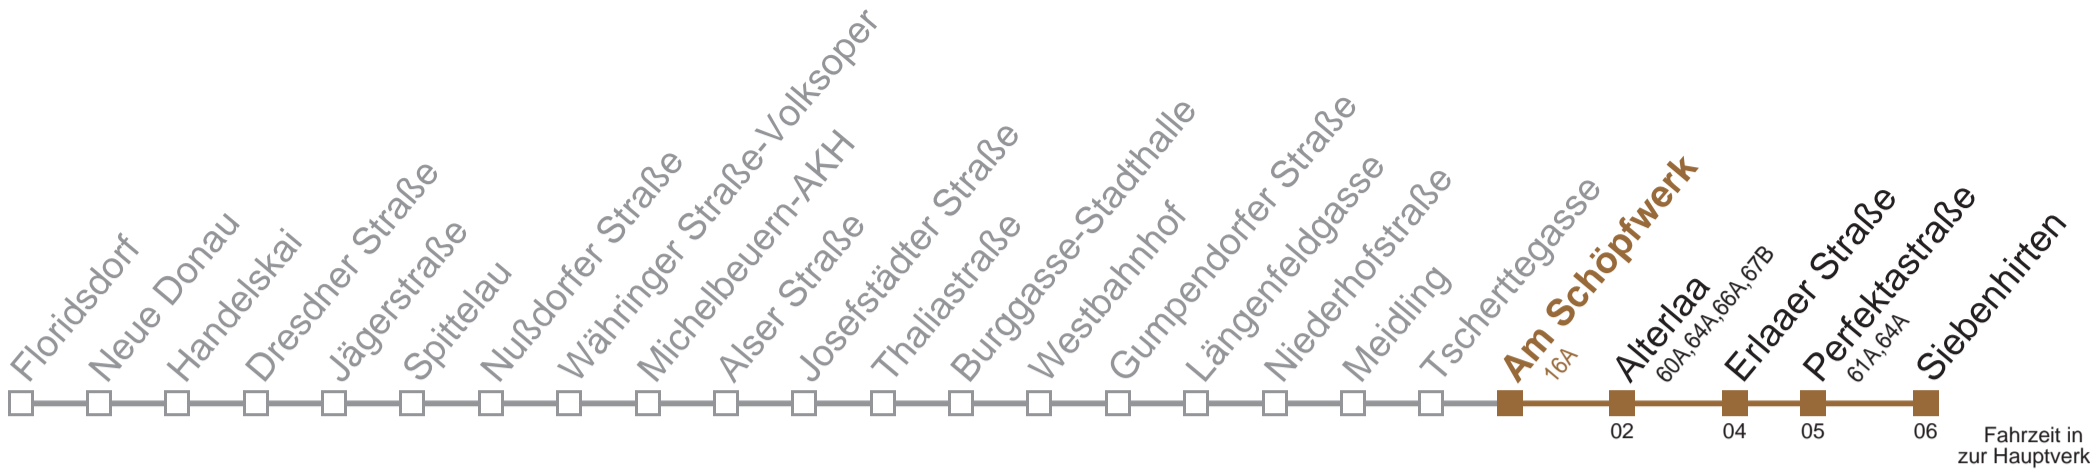 Floridsdorf
Neue Donau
Handelskai
Dresdner Straße
Jägerstraße
Spittelau
Nußdorfer Straße
Währinger Straße-Volksoper
Michelbeuern-AKH
Alser Straße
Josefstädter Straße
Thaliastraße
Burggasse-Stadthalle
Westbahnhof
Gumpendorfer Straße
Längenfeldgasse
Niederhofstraße
Meidling
Tscherttegasse
Am Schöpfwerk
16A
Alterlaa
60A,64A,66A,67B
Erlaaer Straße
Perfektastraße
61A,64A
Siebenhirten
02
04
05
06
Fahrzeit in
zur Hauptverk